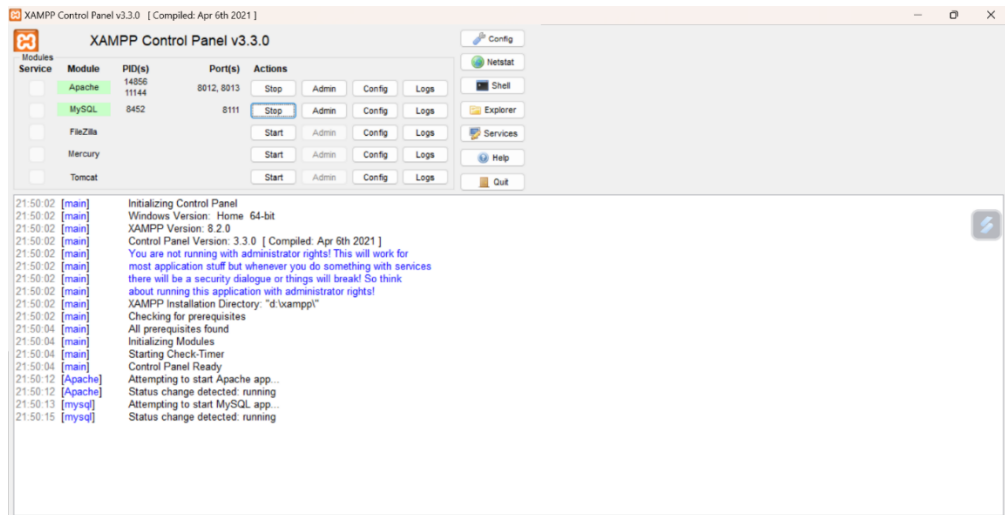 XAMPP Control Panel v3.3.0 [ Compiled: Apr 6th 2021 ]
XAMPP Control Panel v3.3.0
Config
Modules
Service Module PID(s) Port(s) Actions
Netstat
Apache 14856 11144 8012, 8013 Stop Admin Config Logs
Shell
MySQL 8452 8111 Stop Admin Config Logs
Explorer
FileZilla Start Admin Config Logs
Services
Mercury Start Admin Config Logs
Help
Tomcat Start Admin Config Logs
Quit
21:50:02 [main] Initializing Control Panel
21:50:02 [main] Windows Version: Home 64-bit
21:50:02 [main] XAMPP Version: 8.2.0
21:50:02 [main] Control Panel Version: 3.3.0 [ Compiled: Apr 6th 2021 ]
21:50:02 [main] You are not running with administrator rights! This will work for
21:50:02 [main] most application stuff but whenever you do something with services
21:50:02 [main] there will be a security dialogue or things will break! So think
21:50:02 [main] about running this application with administrator rights!
21:50:02 [main] XAMPP Installation Directory: "d:\xampp\"
21:50:02 [main] Checking for prerequisites
21:50:04 [main] All prerequisites found
21:50:04 [main] Initializing Modules
21:50:04 [main] Starting Check-Timer
21:50:04 [main] Control Panel Ready
21:50:12 [Apache] Attempting to start Apache app...
21:50:12 [Apache] Status change detected: running
21:50:13 [mysql] Attempting to start MySQL app...
21:50:15 [mysql] Status change detected: running